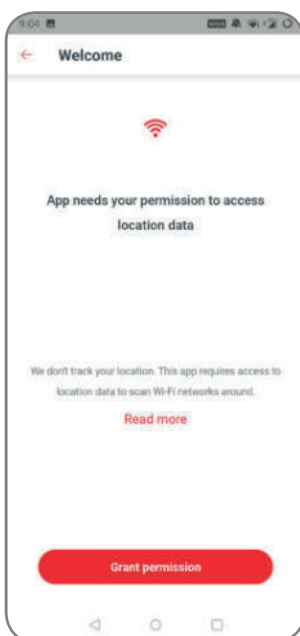 9:04
Welcome
App needs your permission to access
location data
We don't track your location. This app requires access to
location data to scan Wi-Fi networks around.
Read more
Grant permission